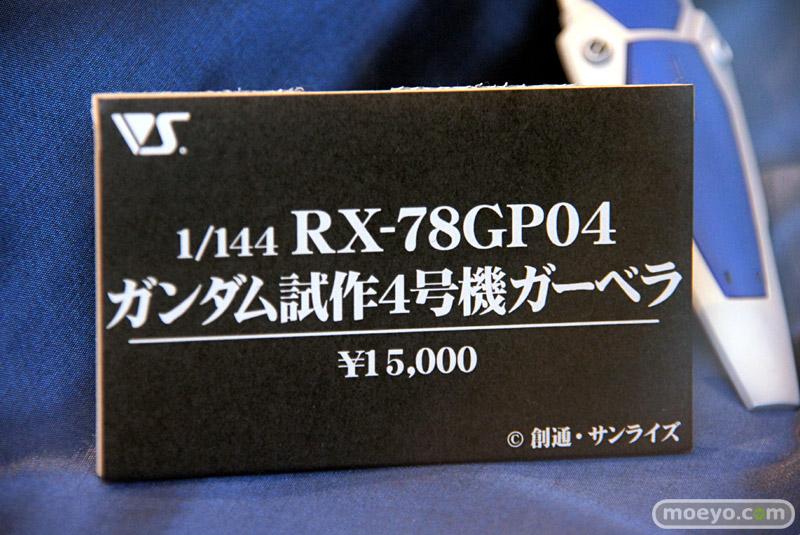 VS.
1/144 RX-78GP04
ガンダム試作4号機ガーベラ
¥15,000
© 創通・サンライズ
moeyo.com